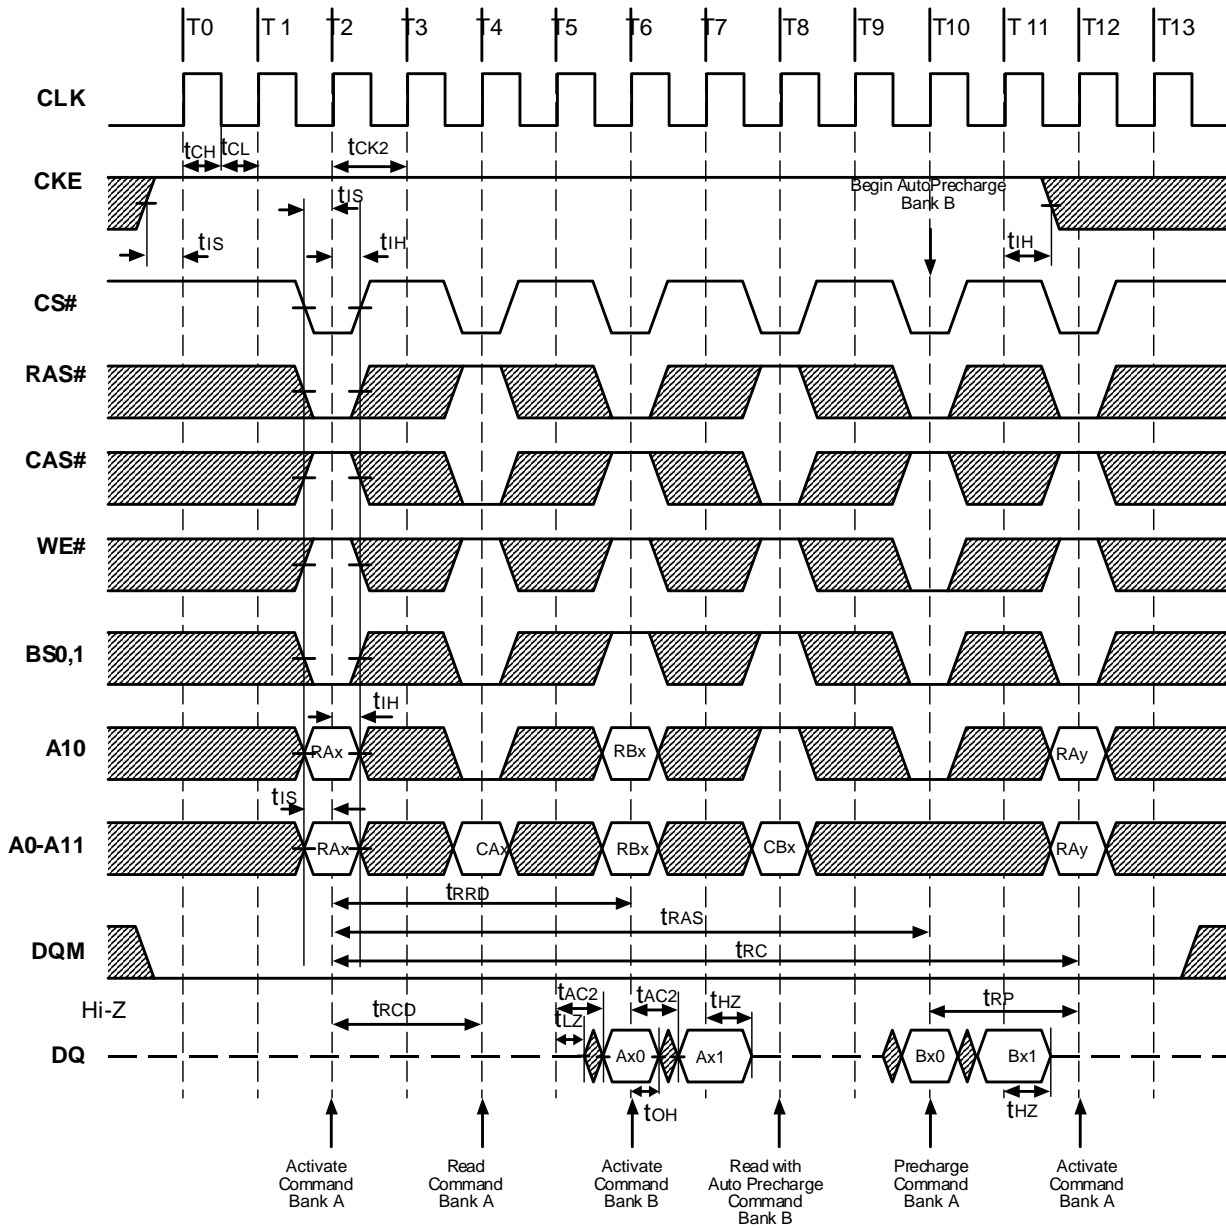 T0 T 1 T2 T3 T4 T5 T6 T7 T8 T9 T10 T 11 T12 T13
CLK
tCH tCL tCK2
CKE
Begin AutoPrecharge
Bank B
tIS
tIS tIH tIH
CS#
RAS#
CAS#
WE#
BS0,1
tIH
A10 RAx RBx RAy
tIS
A0-A11 RAx CAx RBx CBx RAy
tRRD
tRAS
DQM
tRC
Hi-Z
tRCD tAC2 tAC2 tHZ tRP
tLZ
DQ Ax0 Ax1 Bx0 Bx1
tOH tHZ
Activate
Command
Bank A
Read
Command
Bank A
Activate
Command
Bank B
Read with
Auto Precharge
Command
Bank B
Precharge
Command
Bank A
Activate
Command
Bank A